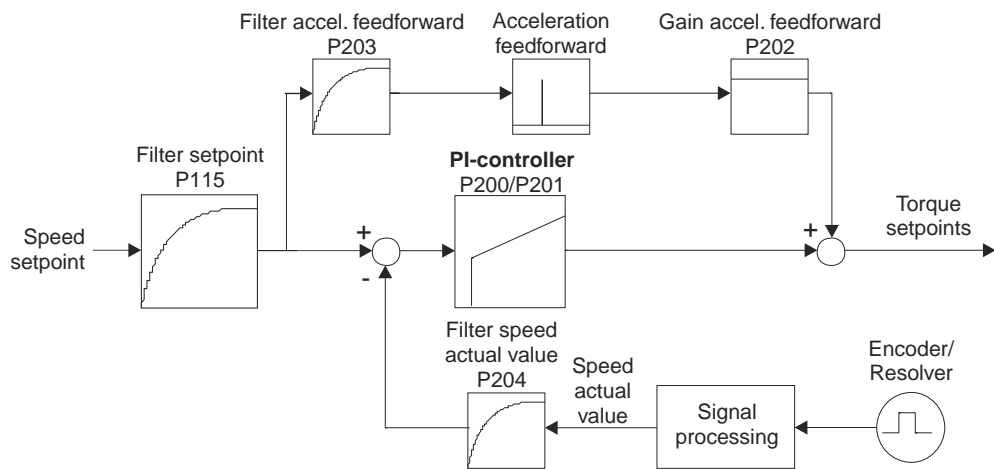 Filter accel. feedforward
P203
Acceleration
feedforward
Gain accel. feedforward
P202
Filter setpoint
P115
PI-controller
P200/P201
Speed
setpoint
+
-
+
Torque
setpoints
Filter speed
actual value
P204
Speed
actual
value
Signal
processing
Encoder/
Resolver